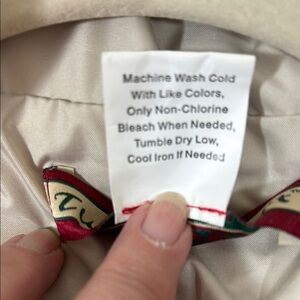 Machine Wash Cold
With Like Colors,
Only Non-Chlorine
Bleach When Needed,
Tumble Dry Low,
Cool Iron If Needed